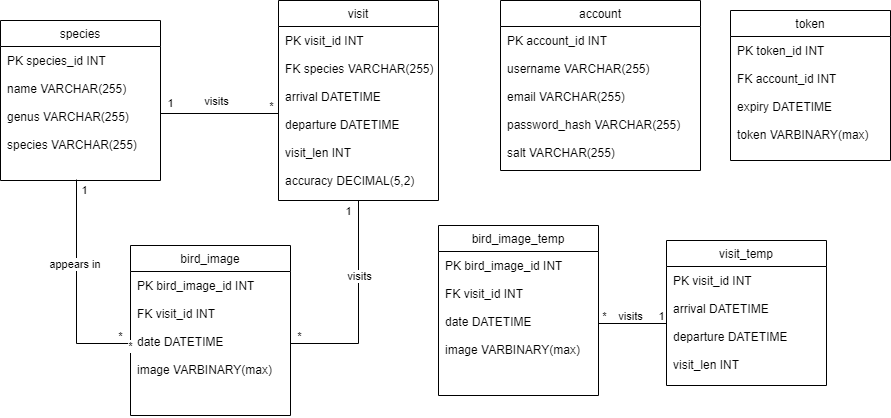 species
PK species_id INT
name VARCHAR(255)
genus VARCHAR(255)
species VARCHAR(255)
1
visits
*
visit
PK visit_id INT
FK species VARCHAR(255)
arrival DATETIME
departure DATETIME
visit_len INT
accuracy DECIMAL(5,2)
account
PK account_id INT
username VARCHAR(255)
email VARCHAR(255)
password_hash VARCHAR(255)
salt VARCHAR(255)
token
PK token_id INT
FK account_id INT
expiry DATETIME
token VARBINARY(max)
1
appears in
*
*
bird_image
PK bird_image_id INT
FK visit_id INT
date DATETIME
image VARBINARY(max)
1
visits
*
bird_image_temp
PK bird_image_id INT
FK visit_id INT
date DATETIME
image VARBINARY(max)
*
visits
1
visit_temp
PK visit_id INT
arrival DATETIME
departure DATETIME
visit_len INT